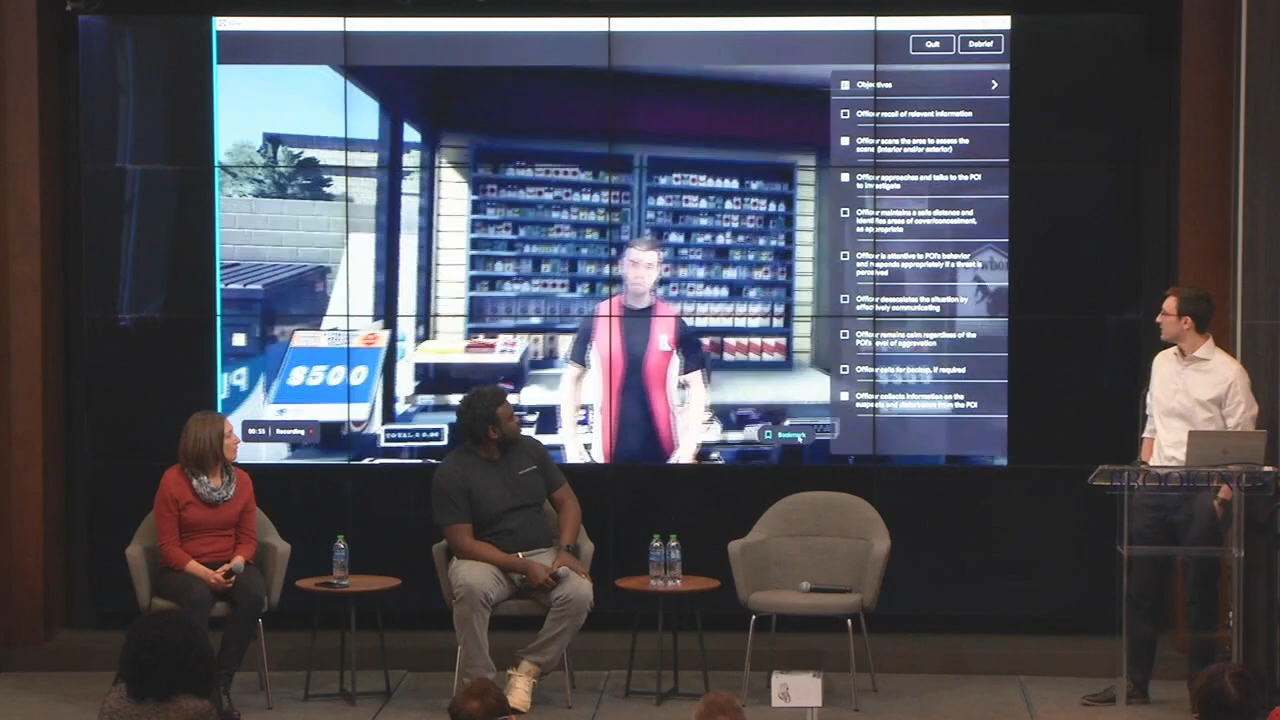 Quit
Debrief
Objectives
Officer recall of relevant information
Officer scans the area to assess the
scene (interior and/or exterior)
Officer approaches and talks to the POI
to investigate
Officer maintains a safe distance and
identifies areas of cover/concealment,
as appropriate
Officer is attentive to POI's behavior
and responds appropriately if a threat is
perceived
Officer deescalates the situation by
effectively communicating
Officer remains calm regardless of the
POI's level of aggravation
Officer calls for backup, if required
Officer collects information on the
suspects and disturbance from the POI
$500
00:55
Recording
Bookmark